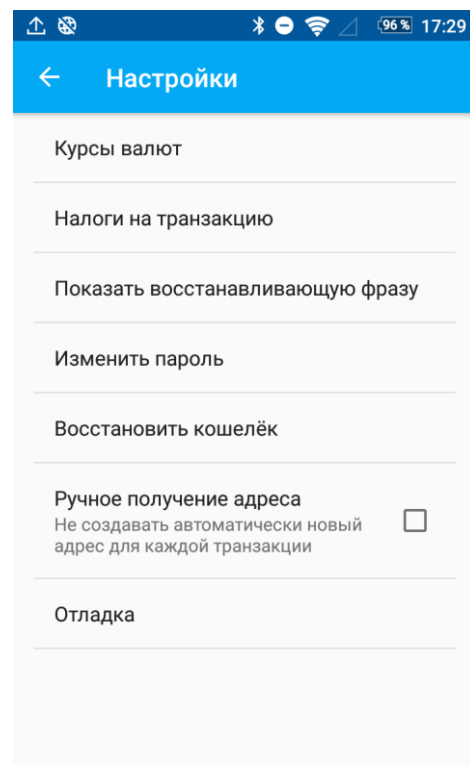 96 % 17:29
Настройки
Курсы валют
Налоги на транзакцию
Показать восстанавливающую фразу
Изменить пароль
Восстановить кошелёк
Ручное получение адреса
Не создавать автоматически новый
адрес для каждой транзакции
Отладка